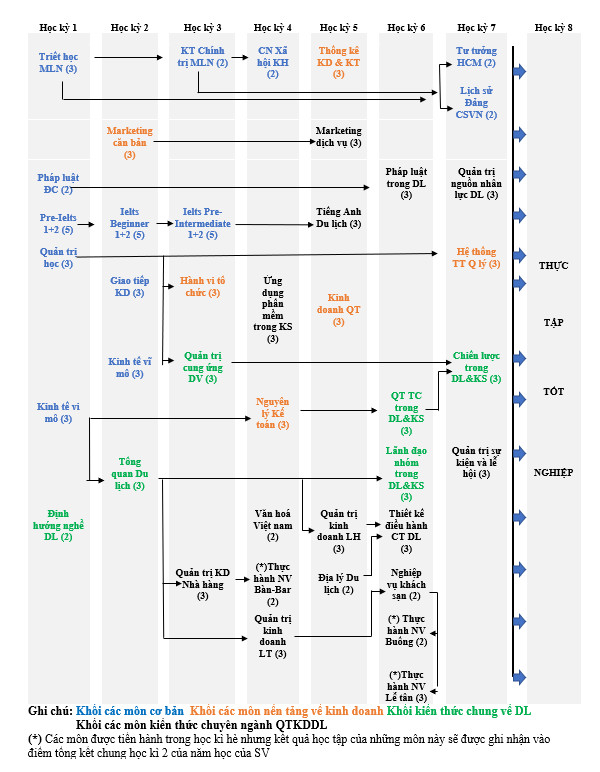 Học kỳ 1 Học kỳ 2 Học kỳ 3 Học kỳ 4 Học kỳ 5 Học kỳ 6 Học kỳ 7 Học kỳ 8
Triết học
MLN (3)
KT Chính
trị MLN (2)
CN Xã
hội KH
(2)
Thống kê
KD & KT
(3)
Tư tưởng
HCM (2)
Lịch sử
Đảng
CSVN (2)
Marketing
căn bản
(3)
Marketing
dịch vụ (3)
Pháp luật
ĐC (2)
Pháp luật
trong DL
(3)
Quản trị
nguồn nhân
lực DL (3)
Pre-Ielts
1+2 (5)
Ielts
Beginner
1+2 (5)
Ielts Pre-
Intermediate
1+2 (5)
Tiếng Anh
Du lịch (3)
Quản trị
học (3)
Hệ thống
TT Q lý (3)
Giao tiếp
KD (3)
Hành vi tổ
chức (3)
Ứng
dụng
phần
mềm
trong KS
(3)
Kinh
doanh QT
(3)
Kinh tế vĩ
mô (3)
Quản trị
cung ứng
DV (3)
Chiến lược
trong
DL&KS (3)
Kinh tế vi
mô (3)
Nguyên
lý Kế
toán (3)
QT TC
trong
DL&KS
(3)
Tổng
quan Du
lịch (3)
Lãnh đạo
nhóm
trong
DL&KS
(3)
Quản trị sự
kiện và lễ
hội (3)
Định
hướng nghề
DL (2)
Văn hoá
Việt nam
(2)
Quản trị
kinh
doanh LH
(3)
Thiết kế
điều hành
CT DL
(3)
Quản trị KD
Nhà hàng
(3)
(*)Thực
hành NV
Bàn-Bar
(2)
Địa lý Du
lịch (2)
Nghiệp
vụ khách
sạn (2)
Quản trị
kinh
doanh
LT (3)
(*) Thực
hành NV
Buồng (2)
(*)Thực
hành NV
Lễ tân (3)
THỰC
TẬP
TỐT
NGHIỆP
Ghi chú: Khối các môn cơ bản Khối các môn nền tảng về kinh doanh Khối kiến thức chung về DL
Khối các môn kiến thức chuyên ngành QTKDDL
(*) Các môn được tiến hành trong học kì hè nhưng kết quả học tập của những môn này sẽ được ghi nhận vào
điểm tổng kết chung học kì 2 của năm học của SV